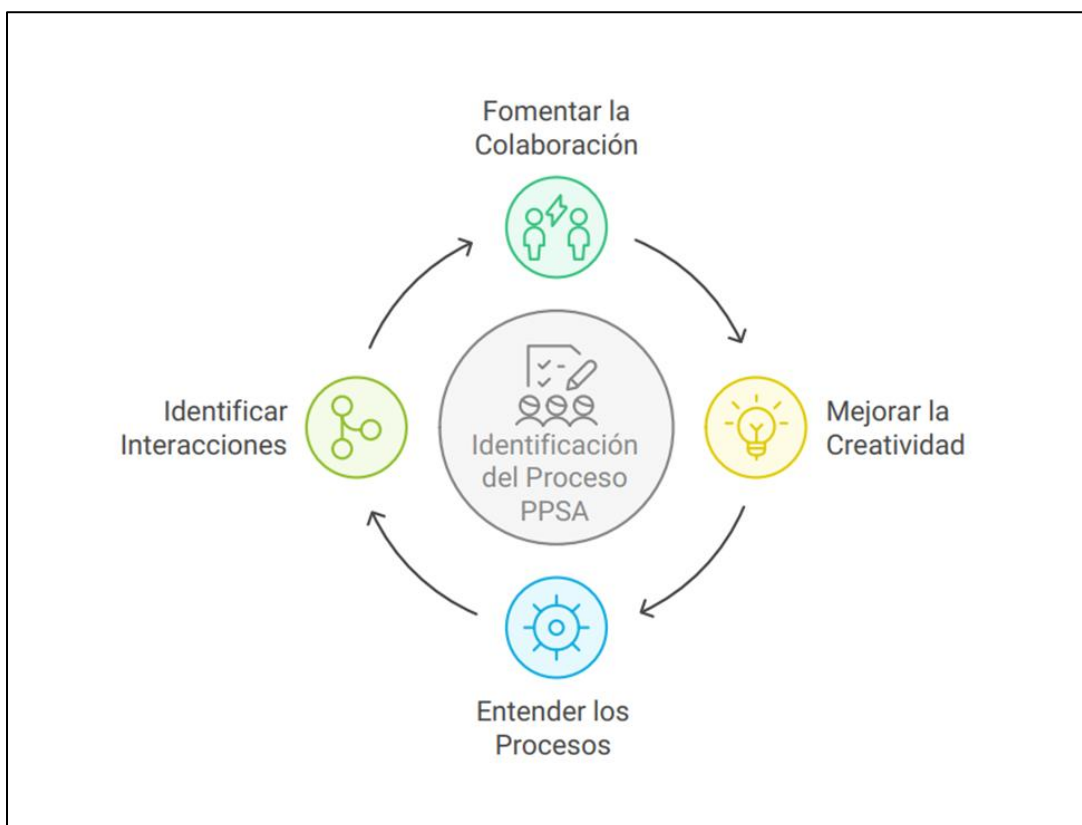 Fomentar la
Colaboración
Identificar
Interacciones
Identificación
del Proceso
PPSA
Mejorar la
Creatividad
Entender los
Procesos